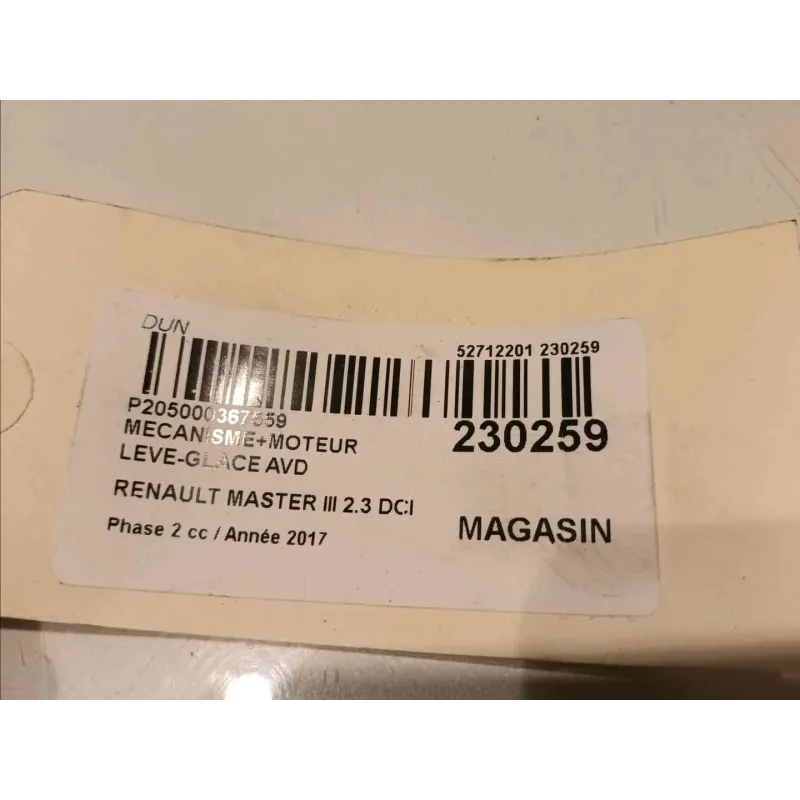 DUN
52712201 230259
P205000367559
230259
MECANISME+MOTEUR
LEVE-GLACE AVD
RENAULT MASTER III 2.3 DCI
Phase 2 cc / Année 2017
MAGASIN